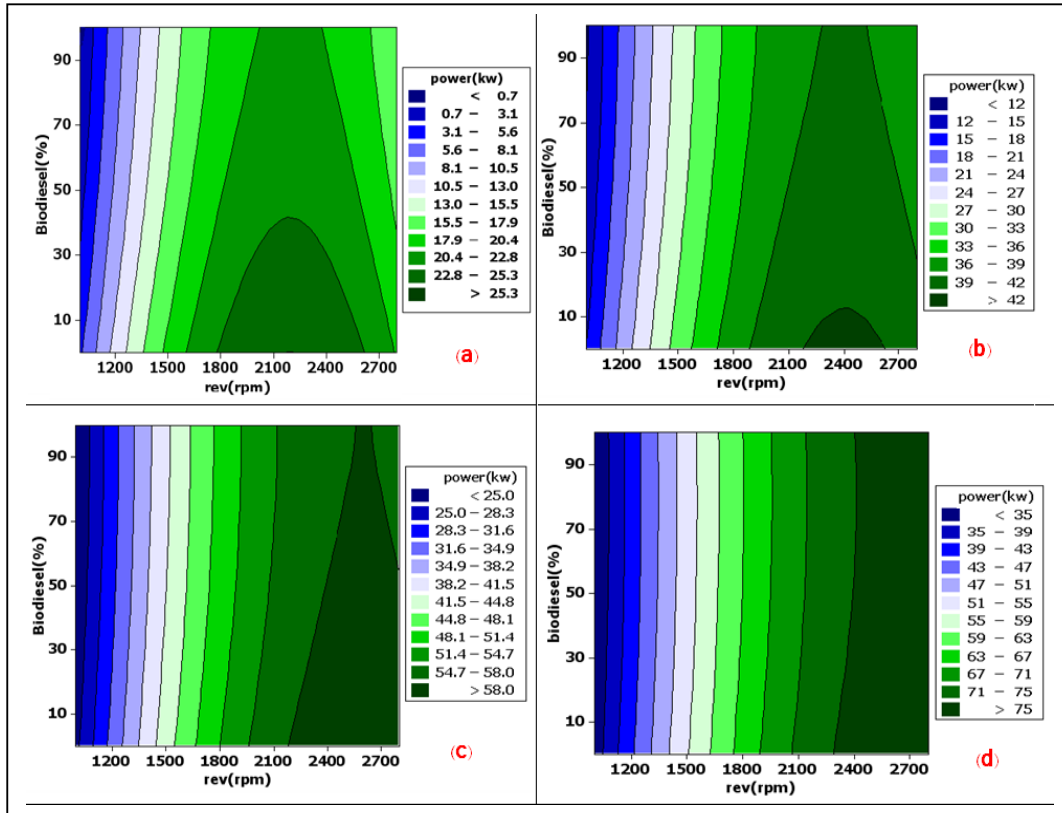 90
70
50
30
10
Biodiesel(%)
1200 1500 1800 2100 2400 2700
rev(rpm)
power(kw)
< 0.7
0.7 – 3.1
3.1 – 5.6
5.6 – 8.1
8.1 – 10.5
10.5 – 13.0
13.0 – 15.5
15.5 – 17.9
17.9 – 20.4
20.4 – 22.8
22.8 – 25.3
> 25.3
(a)
90
70
50
30
10
Biodiesel(%)
1200 1500 1800 2100 2400 2700
rev(rpm)
power(kw)
< 12
12 – 15
15 – 18
18 – 21
21 – 24
24 – 27
27 – 30
30 – 33
33 – 36
36 – 39
39 – 42
> 42
(b)
90
70
50
30
10
Biodiesel(%)
1200 1500 1800 2100 2400 2700
rev(rpm)
power(kw)
< 25.0
25.0 – 28.3
28.3 – 31.6
31.6 – 34.9
34.9 – 38.2
38.2 – 41.5
41.5 – 44.8
44.8 – 48.1
48.1 – 51.4
51.4 – 54.7
54.7 – 58.0
> 58.0
(c)
90
70
50
30
10
biodiesel(%)
1200 1500 1800 2100 2400 2700
rev(rpm)
power(kw)
< 35
35 – 39
39 – 43
43 – 47
47 – 51
51 – 55
55 – 59
59 – 63
63 – 67
67 – 71
71 – 75
> 75
(d)